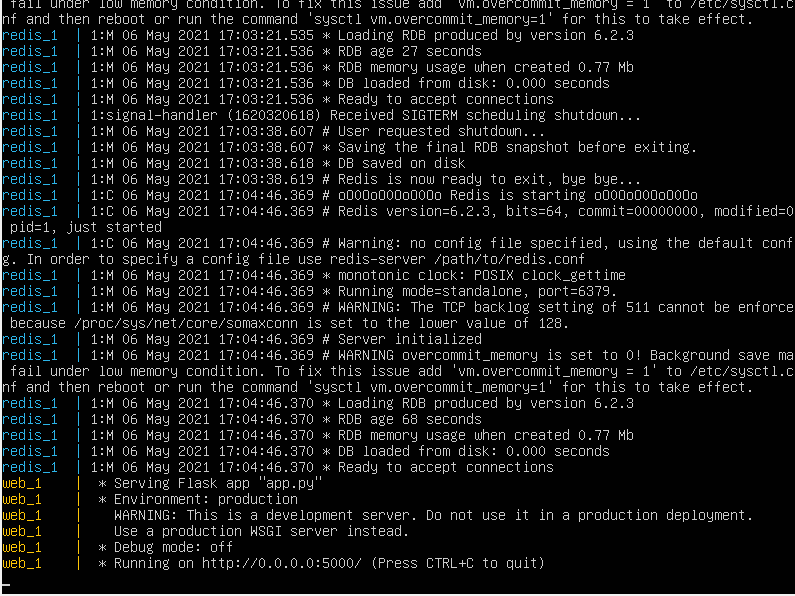 fail under low memory condition. To fix this issue add 'vm.overcommit_memory = 1' to /etc/sysctl.c
nf and then reboot or run the command 'sysctl vm.overcommit_memory=1' for this to take effect.
redis_1  | 1:M 06 May 2021 17:03:21.535 * Loading RDB produced by version 6.2.3
redis_1  | 1:M 06 May 2021 17:03:21.536 * RDB age 27 seconds
redis_1  | 1:M 06 May 2021 17:03:21.536 * RDB memory usage when created 0.77 Mb
redis_1  | 1:M 06 May 2021 17:03:21.536 * DB loaded from disk: 0.000 seconds
redis_1  | 1:M 06 May 2021 17:03:21.536 * Ready to accept connections
redis_1  | 1:signal-handler (1620320618) Received SIGTERM scheduling shutdown...
redis_1  | 1:M 06 May 2021 17:03:38.607 # User requested shutdown...
redis_1  | 1:M 06 May 2021 17:03:38.607 * Saving the final RDB snapshot before exiting.
redis_1  | 1:M 06 May 2021 17:03:38.618 * DB saved on disk
redis_1  | 1:M 06 May 2021 17:03:38.619 # Redis is now ready to exit, bye bye...
redis_1  | 1:C 06 May 2021 17:04:46.369 # oO0OoO0OoO0Oo Redis is starting oO0OoO0OoO0Oo
redis_1  | 1:C 06 May 2021 17:04:46.369 # Redis version=6.2.3, bits=64, commit=00000000, modified=0
pid=1, just started
redis_1  | 1:C 06 May 2021 17:04:46.369 # Warning: no config file specified, using the default conf
g. In order to specify a config file use redis-server /path/to/redis.conf
redis_1  | 1:M 06 May 2021 17:04:46.369 * monotonic clock: POSIX clock_gettime
redis_1  | 1:M 06 May 2021 17:04:46.369 * Running mode=standalone, port=6379.
redis_1  | 1:M 06 May 2021 17:04:46.369 # WARNING: The TCP backlog setting of 511 cannot be enforce
because /proc/sys/net/core/somaxconn is set to the lower value of 128.
redis_1  | 1:M 06 May 2021 17:04:46.369 # Server initialized
redis_1  | 1:M 06 May 2021 17:04:46.369 # WARNING overcommit_memory is set to 0! Background save ma
fail under low memory condition. To fix this issue add 'vm.overcommit_memory = 1' to /etc/sysctl.c
nf and then reboot or run the command 'sysctl vm.overcommit_memory=1' for this to take effect.
redis_1  | 1:M 06 May 2021 17:04:46.370 * Loading RDB produced by version 6.2.3
redis_1  | 1:M 06 May 2021 17:04:46.370 * RDB age 68 seconds
redis_1  | 1:M 06 May 2021 17:04:46.370 * RDB memory usage when created 0.77 Mb
redis_1  | 1:M 06 May 2021 17:04:46.370 * DB loaded from disk: 0.000 seconds
redis_1  | 1:M 06 May 2021 17:04:46.370 * Ready to accept connections
web_1    |  * Serving Flask app "app.py"
web_1    |  * Environment: production
web_1    |    WARNING: This is a development server. Do not use it in a production deployment.
web_1    |    Use a production WSGI server instead.
web_1    |  * Debug mode: off
web_1    |  * Running on http://0.0.0.0:5000/ (Press CTRL+C to quit)